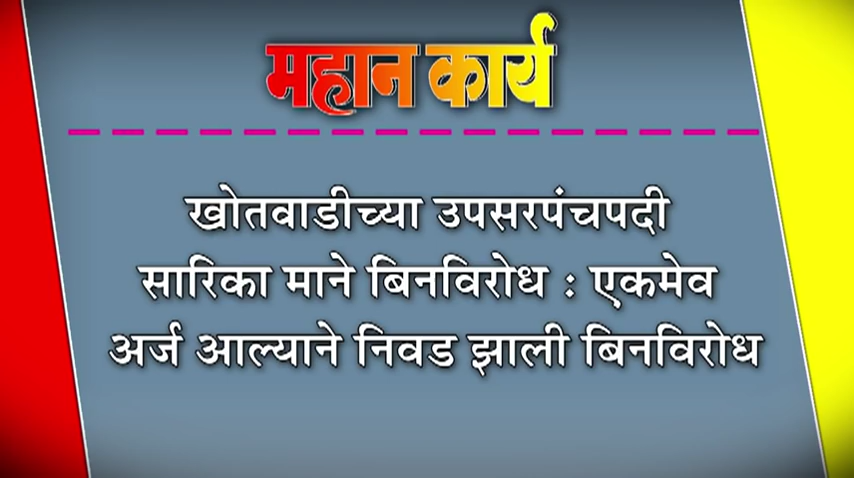 महान कार्य
खोतवाडीच्या उपसरपंचपदी
सारिका माने बिनविरोध : एकमेव
अर्ज आल्याने निवड झाली बिनविरोध